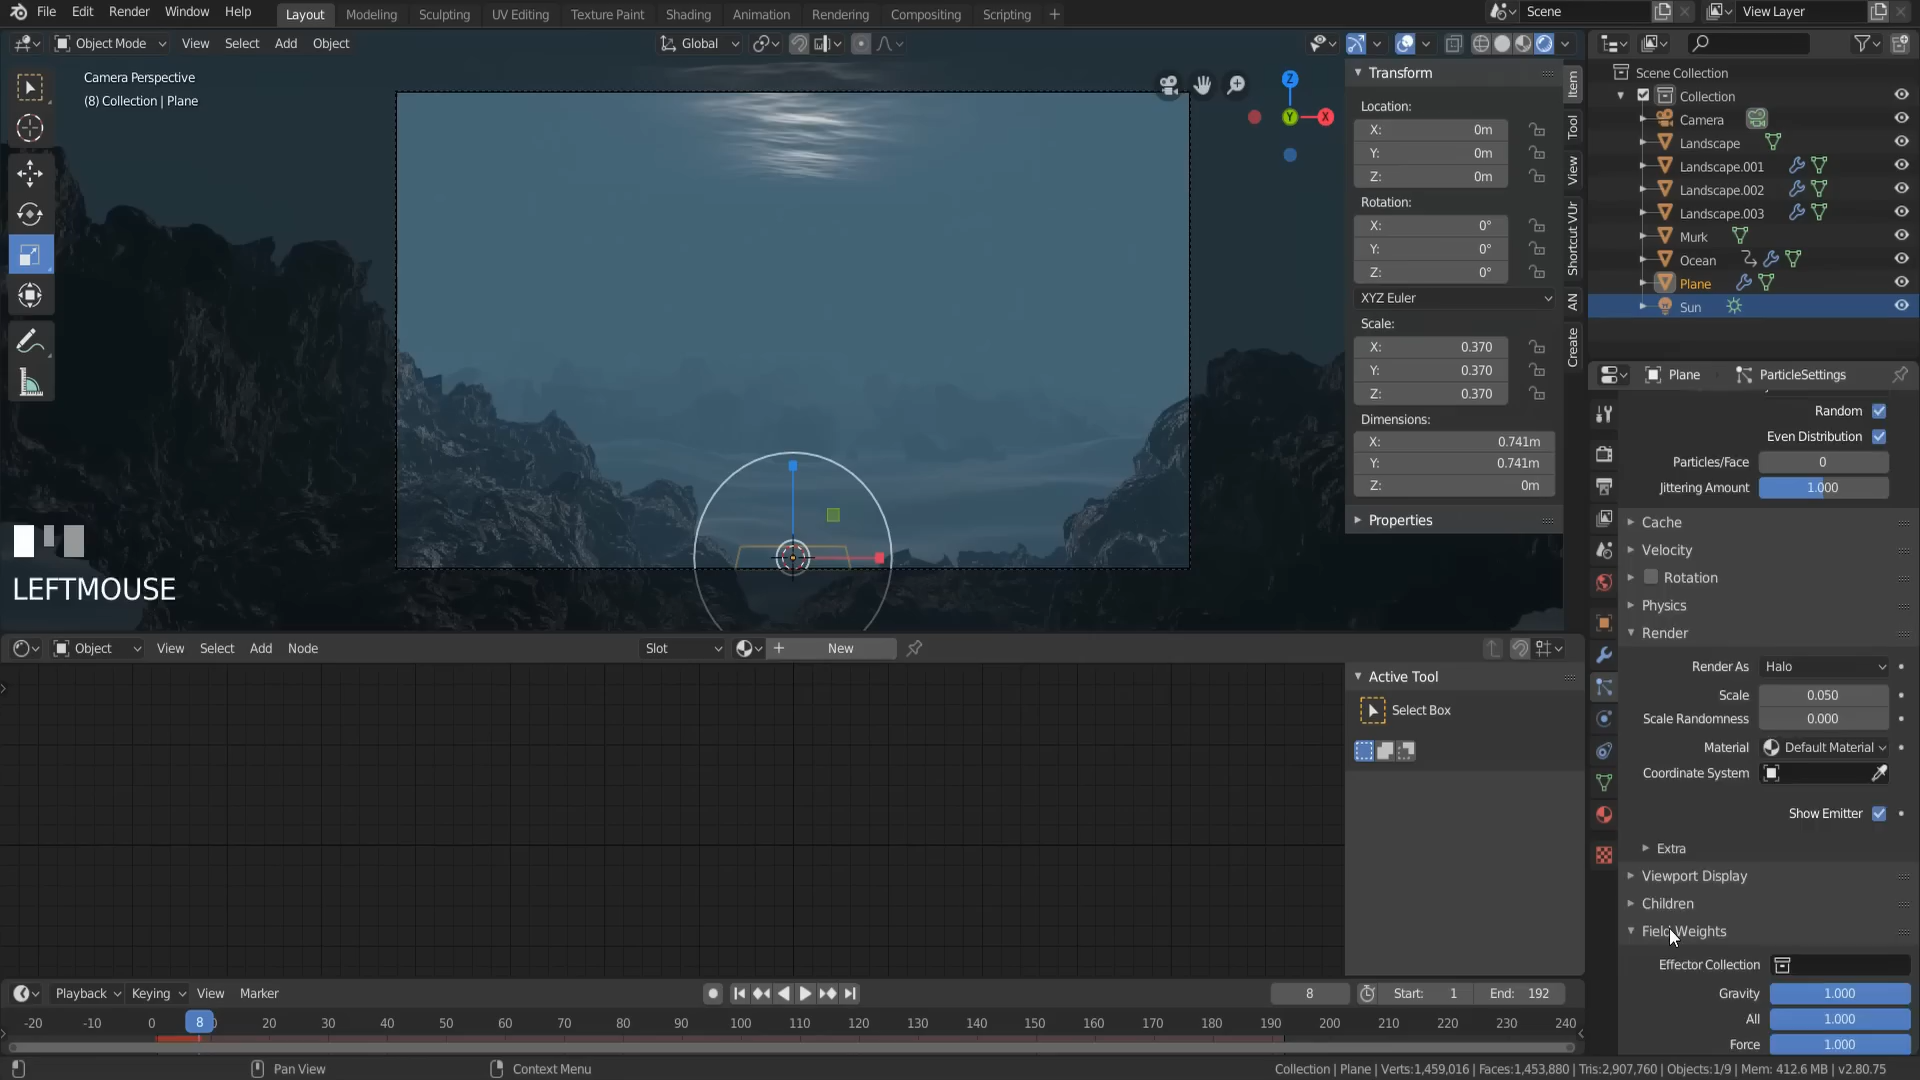 File Edit Render Window Help Layout Modeling Sculpting UV Editing Texture Paint Shading Animation Rendering Compositing Scripting Scene View Layer
Object Mode View Select Add Object Global
Camera Perspective
(8) Collection | Plane
Z
Y
X
LEFTMOUSE
Transform
Location:
X: 0m
Y: 0m
Z: 0m
Rotation:
X: 0°
Y: 0°
Z: 0°
XYZ Euler
Scale:
X: 0.370
Y: 0.370
Z: 0.370
Dimensions:
X: 0.741m
Y: 0.741m
Z: 0m
Properties
Item
Tool
View
Shortcut VUr
AN
Create
Scene Collection
Collection
Camera
Landscape
Landscape.001
Landscape.002
Landscape.003
Murk
Ocean
Plane
Sun
Plane ParticleSettings
Random
Even Distribution
Particles/Face 0
Jittering Amount 1.000
Cache
Velocity
Rotation
Physics
Render
Render As Halo
Scale 0.050
Scale Randomness 0.000
Material Default Material
Coordinate System
Show Emitter
Extra
Viewport Display
Children
Field Weights
Effector Collection
Gravity 1.000
All 1.000
Force 1.000
Object View Select Add Node Slot New
Active Tool
Select Box
Playback Keying View Marker 8 Start: 1 End: 192
-20 -10 0 8 20 30 40 50 60 70 80 90 100 110 120 130 140 150 160 170 180 190 200 210 220 230 240
Pan View Context Menu Collection | Plane | Verts:1,459,016 | Faces:1,453,880 | Tris:2,907,760 | Objects:1/9 | Mem: 412.6 MB | v2.80.75